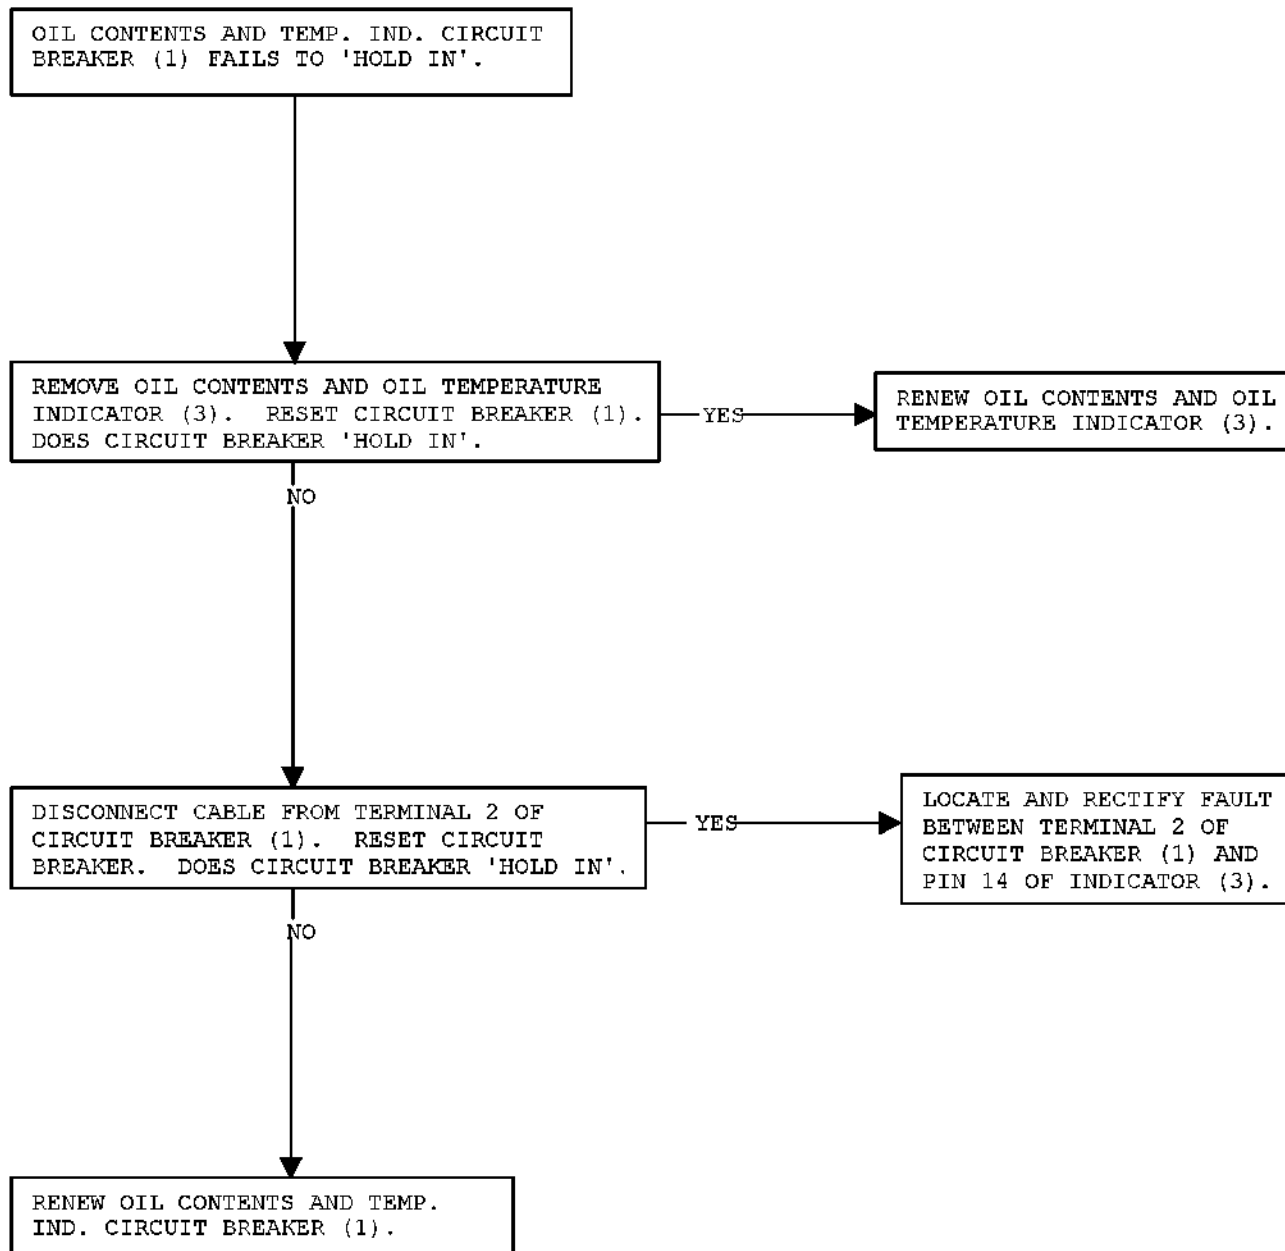 OIL CONTENTS AND TEMP. IND. CIRCUIT
BREAKER (1) FAILS TO 'HOLD IN'.
REMOVE OIL CONTENTS AND OIL TEMPERATURE
INDICATOR (3). RESET CIRCUIT BREAKER (1).
DOES CIRCUIT BREAKER 'HOLD IN'.
YES
RENEW OIL CONTENTS AND OIL
TEMPERATURE INDICATOR (3).
NO
DISCONNECT CABLE FROM TERMINAL 2 OF
CIRCUIT BREAKER (1). RESET CIRCUIT
BREAKER. DOES CIRCUIT BREAKER 'HOLD IN'.
YES
LOCATE AND RECTIFY FAULT
BETWEEN TERMINAL 2 OF
CIRCUIT BREAKER (1) AND
PIN 14 OF INDICATOR (3).
NO
RENEW OIL CONTENTS AND TEMP.
IND. CIRCUIT BREAKER (1).